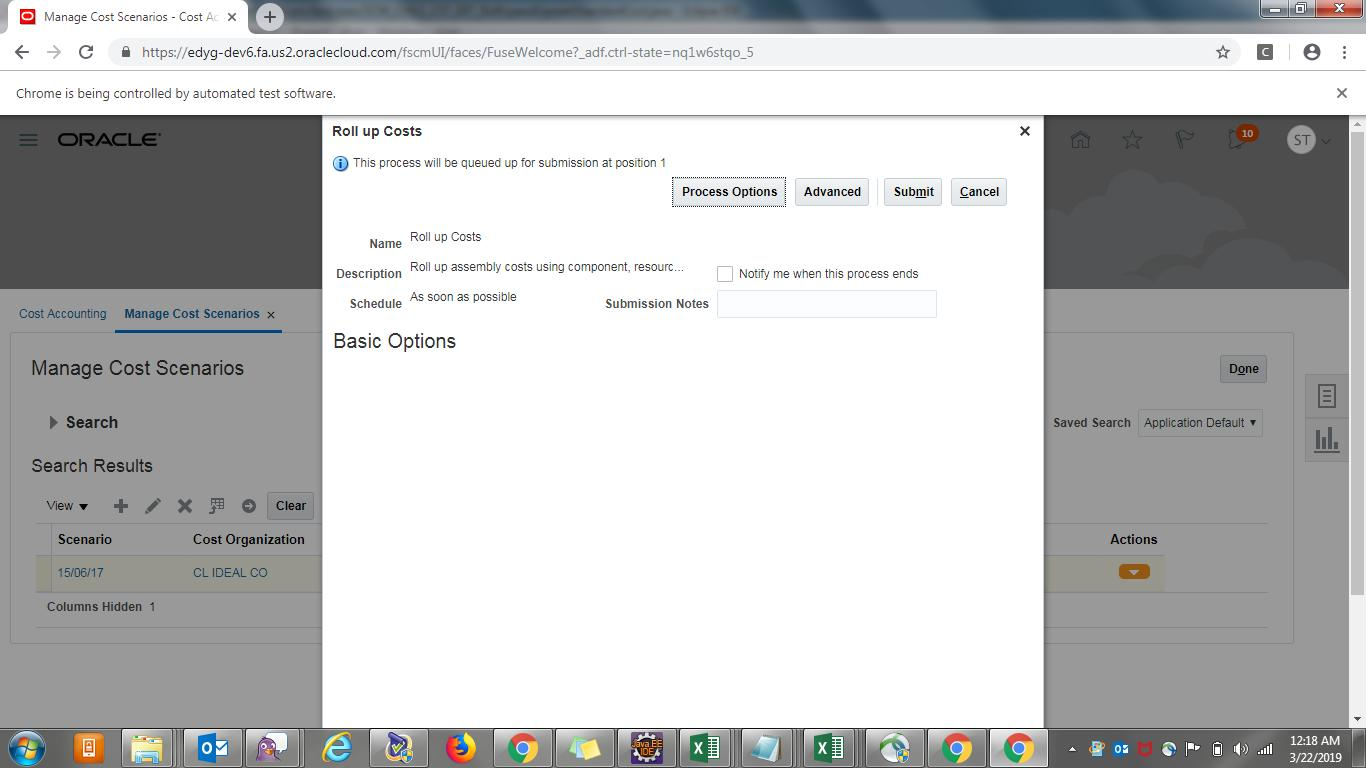 Manage Cost Scenarios - Cost Ac
https://edyg-dev6.fa.us2.oraclecloud.com/fscmUI/faces/FuseWelcome?_adf.ctrl-state=nq1w6stqo_5
C
Chrome is being controlled by automated test software.
ORACLE
10
ST
Roll up Costs
This process will be queued up for submission at position 1
Process Options
Advanced
Submit
Cancel
Name Roll up Costs
Description Roll up assembly costs using component, resourc...
Notify me when this process ends
Schedule As soon as possible
Submission Notes
Basic Options
Cost Accounting
Manage Cost Scenarios
Manage Cost Scenarios
Done
Search
Saved Search Application Default
Search Results
View
Clear
Scenario Cost Organization Actions
15/06/17 CL IDEAL CO
Columns Hidden 1
Java EE
IDE
12:18 AM
3/22/2019